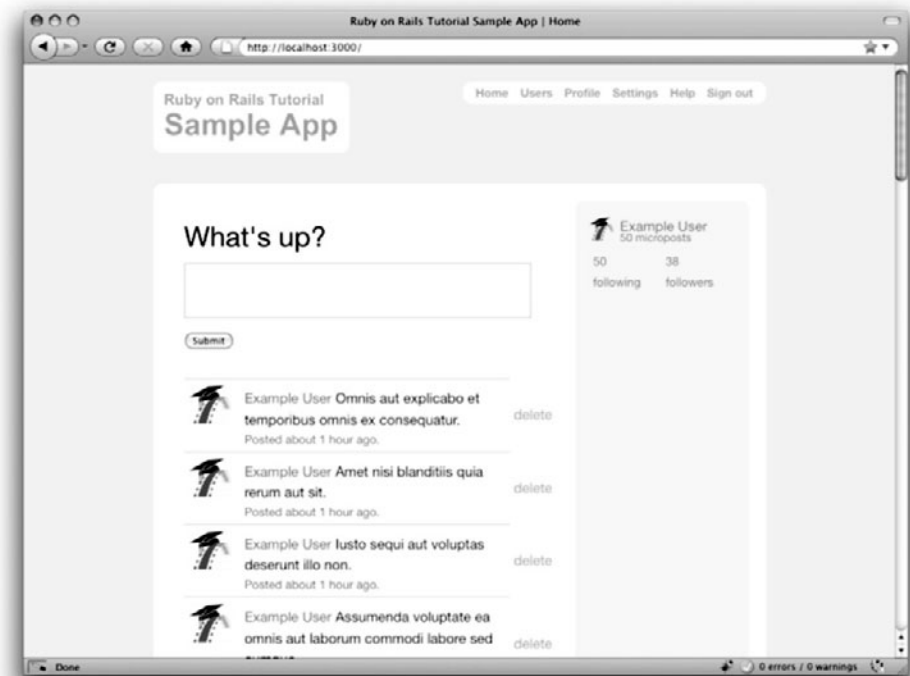 Ruby on Rails Tutorial Sample App | Home
http://localhost:3000/
Ruby on Rails Tutorial
Sample App
Home Users Profile Settings Help Sign out
What's up?
Submit
Example User
50 microposts
50 38
following followers
Example User Omnis aut explicabo et
temporibus omnis ex consequatur.
Posted about 1 hour ago.
delete
Example User Amet nisi blanditiis quia
rerum aut sit.
Posted about 1 hour ago.
delete
Example User Iusto sequi aut voluptas
deserunt illo non.
Posted about 1 hour ago.
delete
Example User Assumenda voluptate ea
omnis aut laborum commodi labore sed
delete
Done
0 errors / 0 warnings